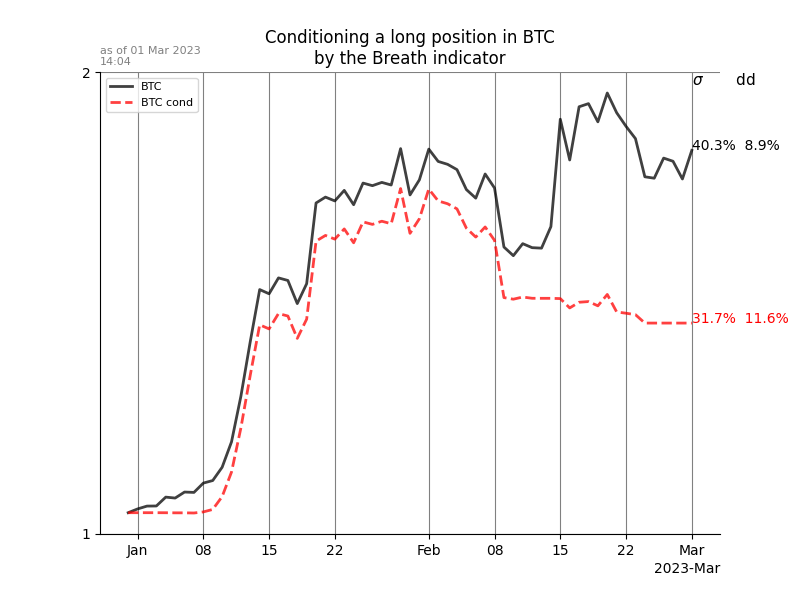 Conditioning a long position in BTC
by the Breath indicator
as of 01 Mar 2023
14:04
2
σ dd
BTC
BTC cond
40.3% 8.9%
31.7% 11.6%
1
Jan 08 15 22 Feb 08 15 22 Mar
2023-Mar